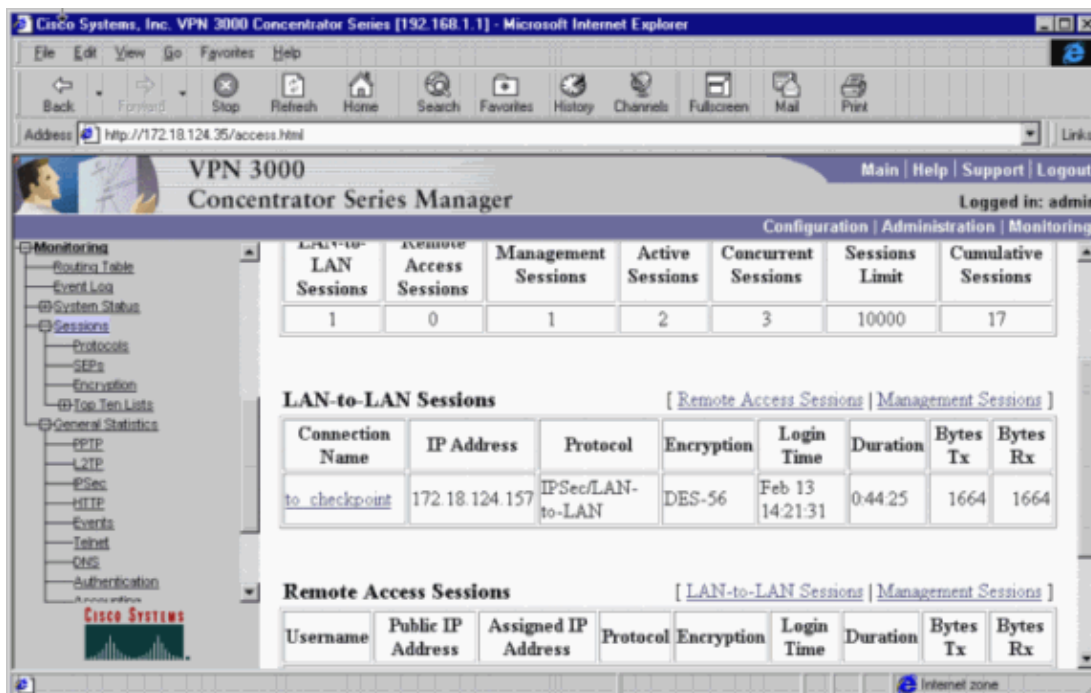 Cisco Systems, Inc. VPN 3000 Concentrator Series [192.168.1.1] - Microsoft Internet Explorer
File Edit View Go Favorites Help
Back Forward Stop Refresh Home Search Favorites History Channels Fullscreen Mail Print
Address http://172.18.124.35/access.html Links
VPN 3000
Concentrator Series Manager
Main | Help | Support | Logout
Logged in: admin
Configuration | Administration | Monitoring
Monitoring
Routing Table
Event Log
System Status
Sessions
Protocols
SEPs
Encryption
Top Ten Lists
General Statistics
PPTP
L2TP
IPSec
HTTP
Events
Telnet
DNS
Authentication
Accounting
CISCO SYSTEMS
LAN-to-LAN Sessions Remote Access Sessions Management Sessions Active Sessions Concurrent Sessions Sessions Limit Cumulative Sessions
1 0 1 2 3 10000 17
LAN-to-LAN Sessions [ Remote Access Sessions | Management Sessions ]
Connection Name IP Address Protocol Encryption Login Time Duration Bytes Tx Bytes Rx
to_checkpoint 172.18.124.157 IPSec/LAN-to-LAN DES-56 Feb 13 14:21:31 0:44:25 1664 1664
Remote Access Sessions [ LAN-to-LAN Sessions | Management Sessions ]
Username Public IP Address Assigned IP Address Protocol Encryption Login Time Duration Bytes Tx Bytes Rx
Internet zone